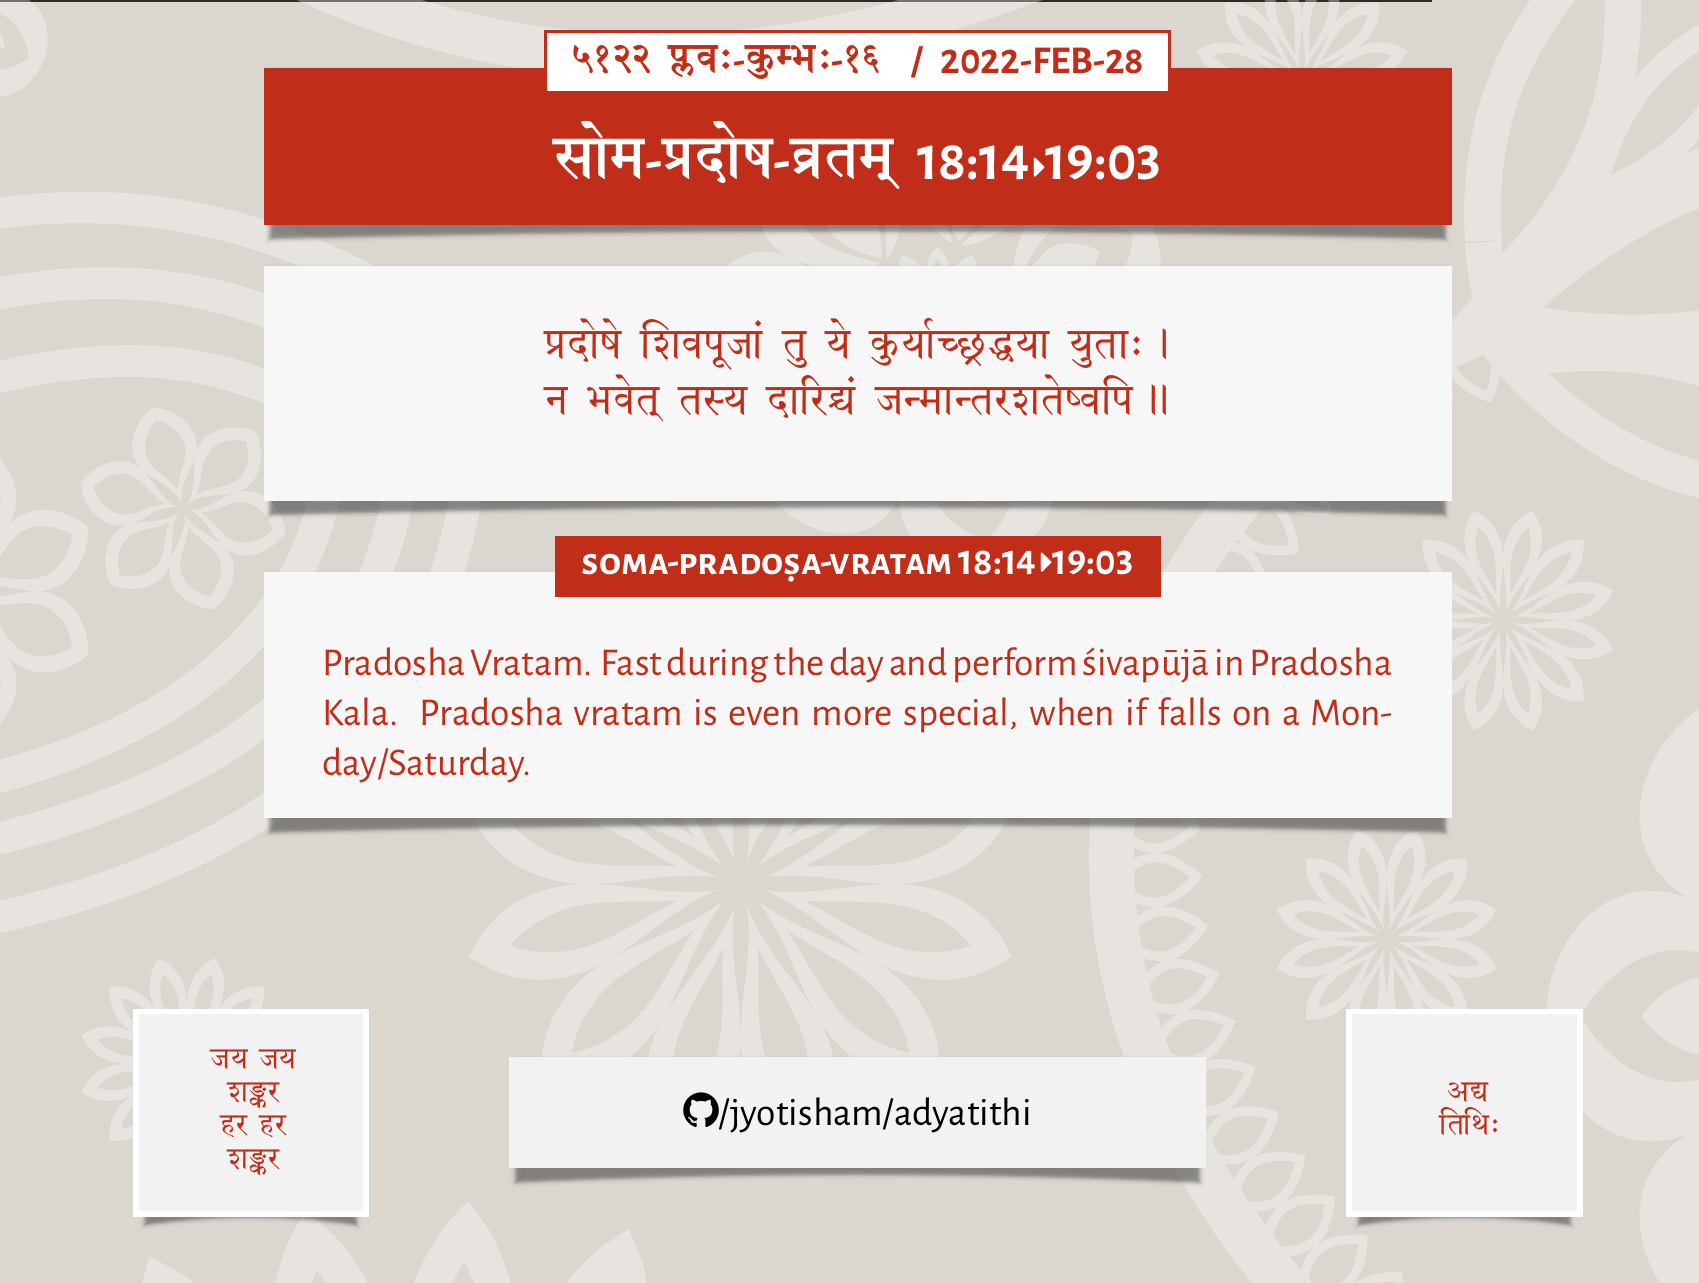 ५१२२ प्लवः-कुम्भः-१६ / 2022-FEB-28
सोम-प्रदोष-व्रतम् 18:14▸19:03
प्रदोषे शिवपूजां तु ये कुर्याच्छ्रद्धया युताः ।
न भवेत् तस्य दारिद्र्यं जन्मान्तरशतेष्वपि ॥
SOMA-PRADOṢA-VRATAM 18:14▸19:03
Pradosha Vratam. Fast during the day and perform śivapūjā in Pradosha
Kala. Pradosha vratam is even more special, when if falls on a Mon-
day/Saturday.
जय जय
शङ्कर
हर हर
शङ्कर
/jyotisham/adyatithi
अद्य
तिथिः